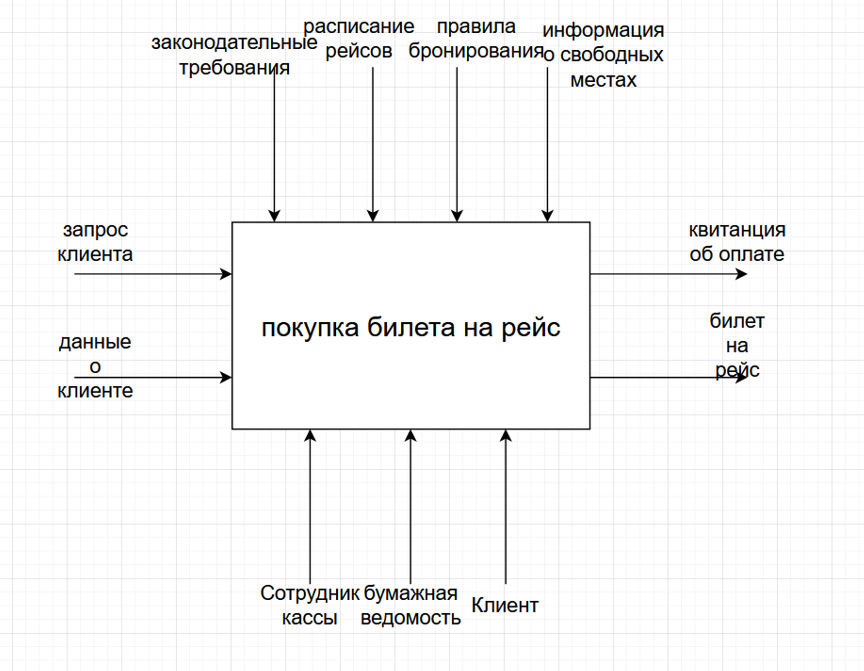 законодательные
требования
расписание
рейсов
правила
бронирования
информация
о свободных
местах
запрос
клиента
данные
о
клиенте
покупка билета на рейс
квитанция
об оплате
билет
на
рейс
Сотрудник
кассы
бумажная
ведомость
Клиент